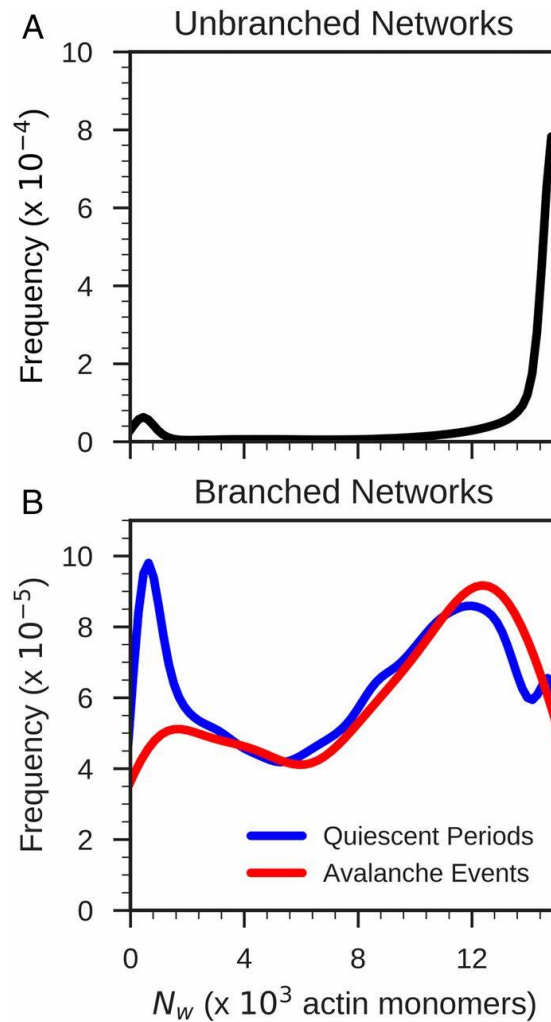 A
Unbranched Networks
Frequency (x 10⁻⁴)
10
8
6
4
2
0
B
Branched Networks
Frequency (x 10⁻⁵)
10
8
6
4
2
0
Quiescent Periods
Avalanche Events
0 4 8 12
N_w (x 10³ actin monomers)